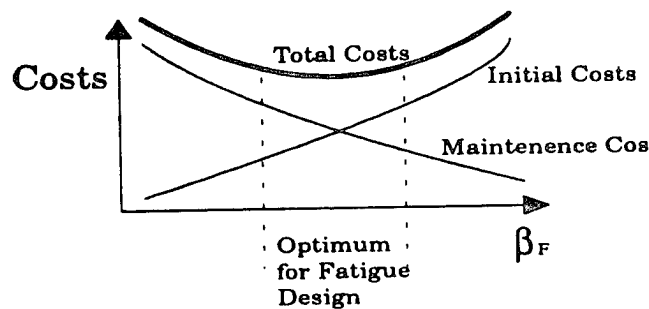 Total Costs
Costs
Initial Costs
Maintenence Cos
βF
Optimum
for Fatigue
Design